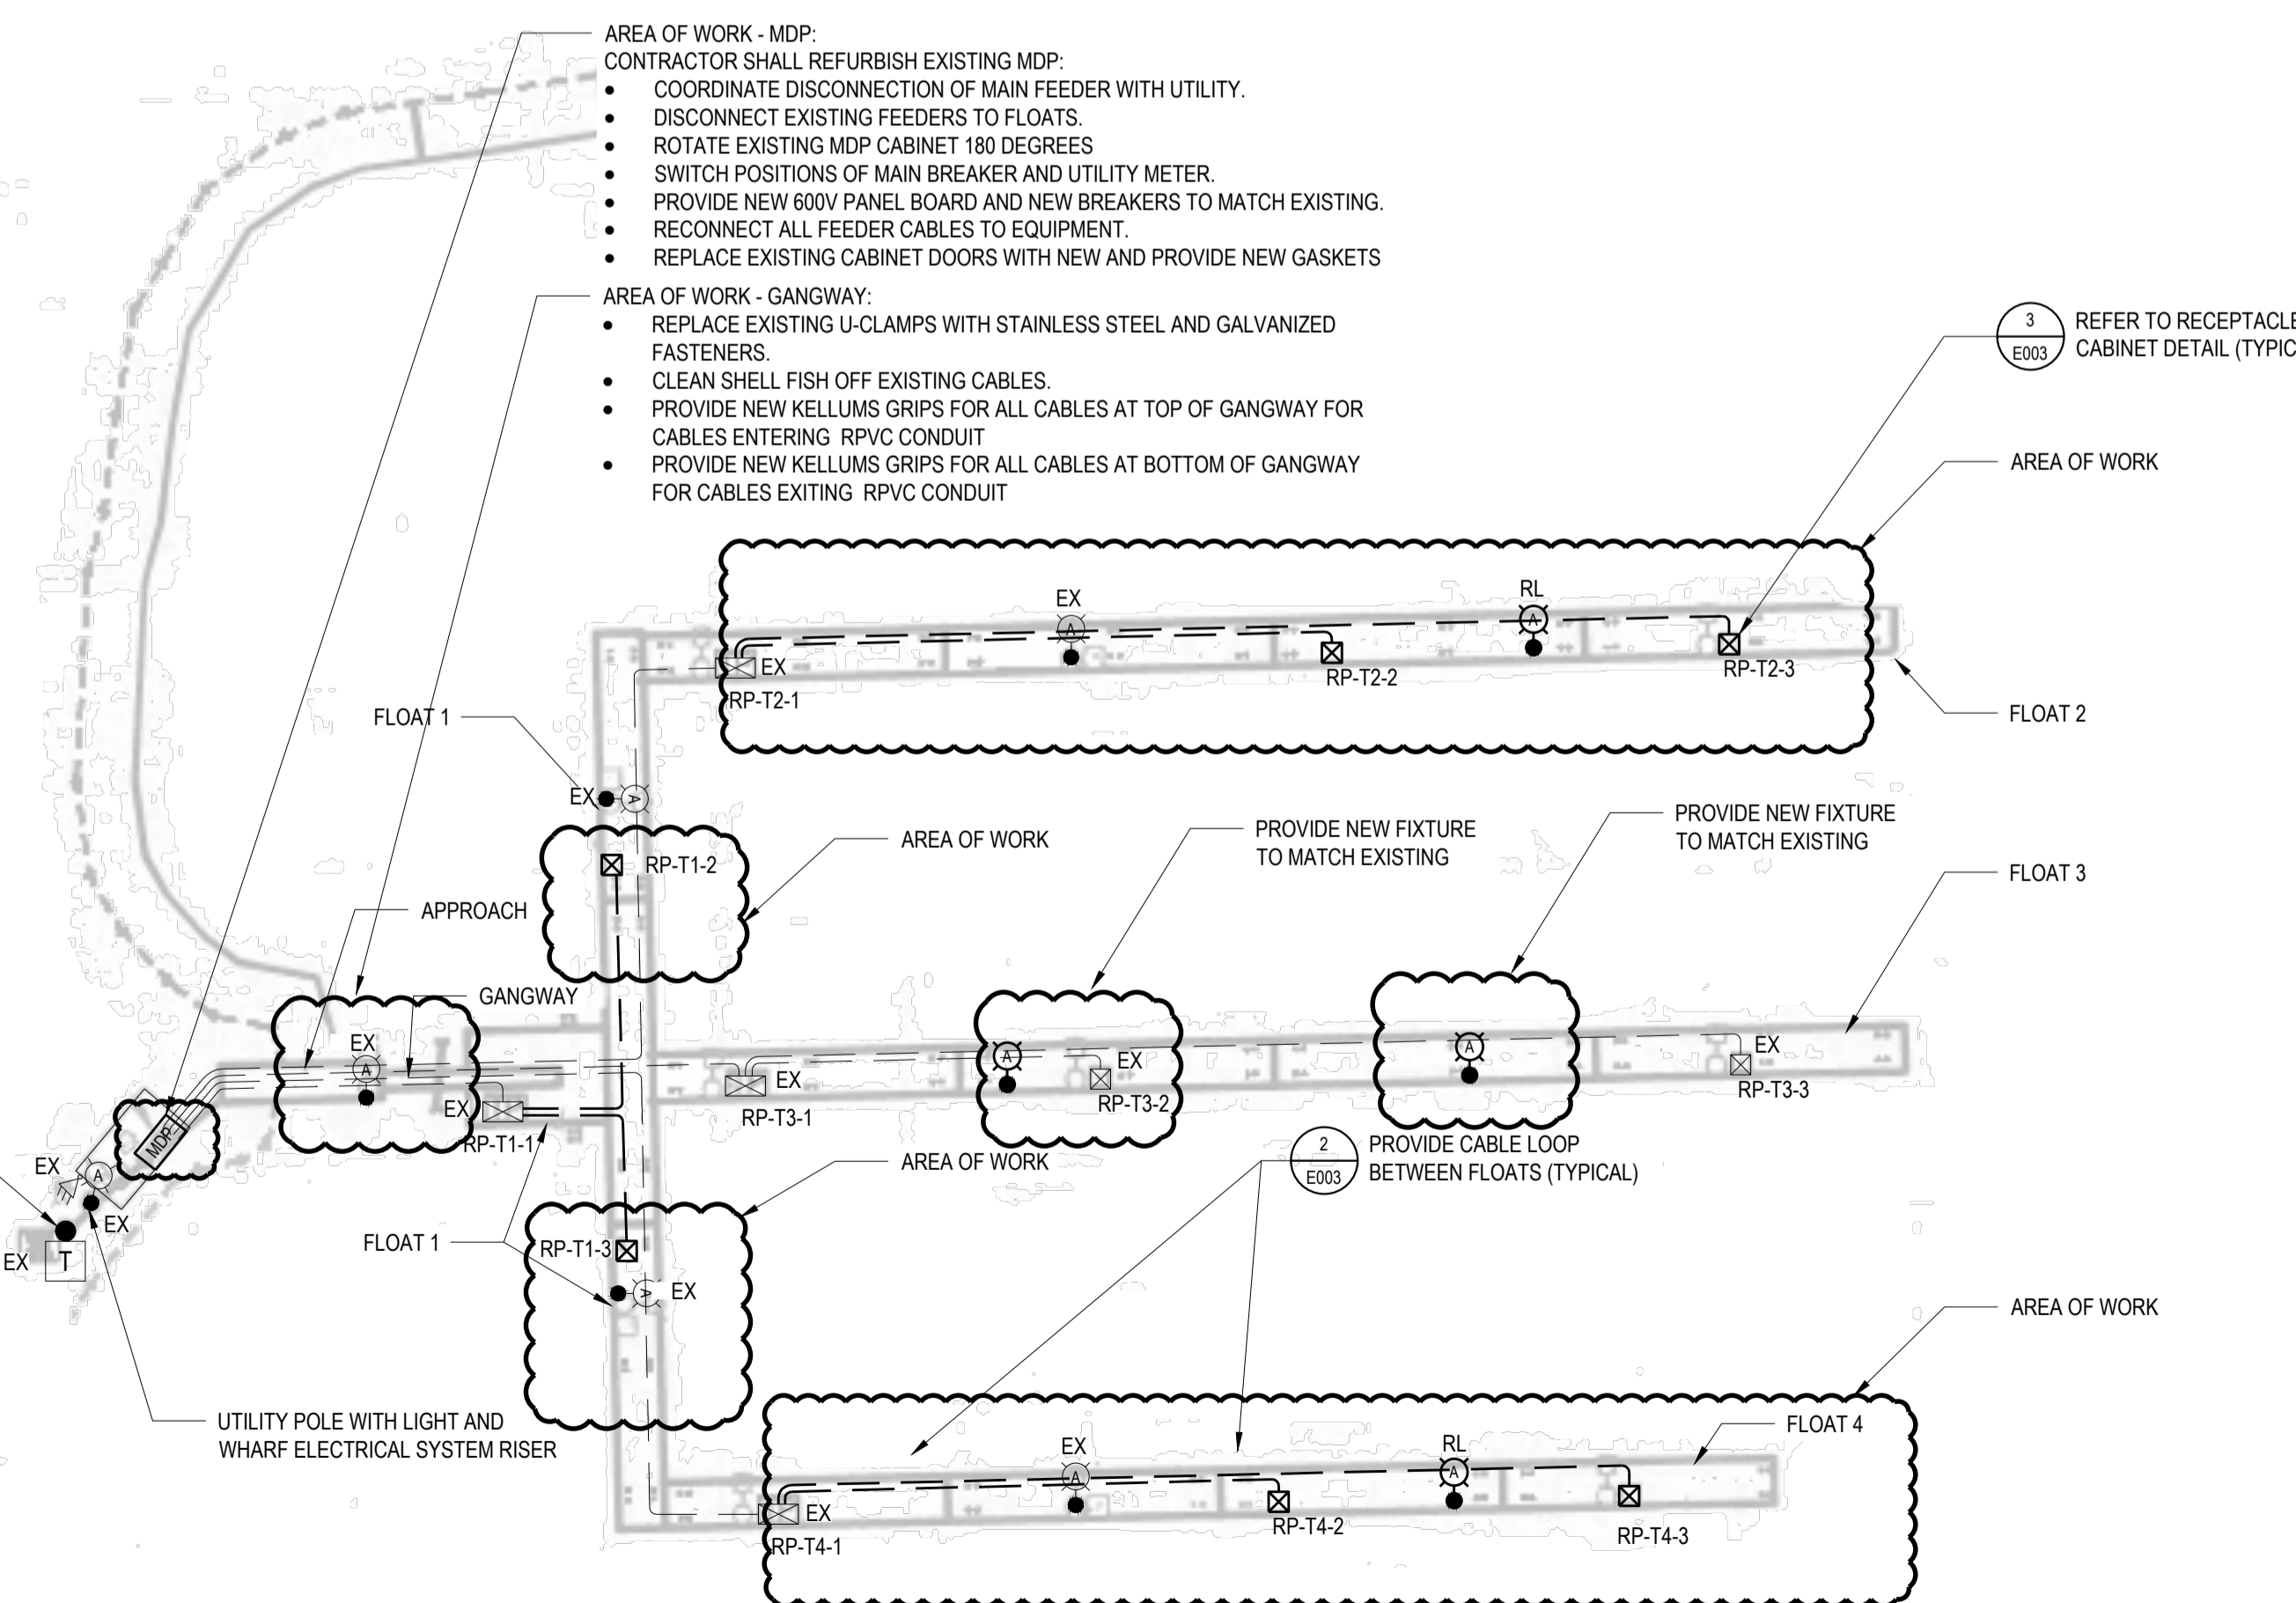 AREA OF WORK - MDP:
CONTRACTOR SHALL REFURBISH EXISTING MDP:
• COORDINATE DISCONNECTION OF MAIN FEEDER WITH UTILITY.
• DISCONNECT EXISTING FEEDERS TO FLOATS.
• ROTATE EXISTING MDP CABINET 180 DEGREES
• SWITCH POSITIONS OF MAIN BREAKER AND UTILITY METER.
• PROVIDE NEW 600V PANEL BOARD AND NEW BREAKERS TO MATCH EXISTING.
• RECONNECT ALL FEEDER CABLES TO EQUIPMENT.
• REPLACE EXISTING CABINET DOORS WITH NEW AND PROVIDE NEW GASKETS
AREA OF WORK - GANGWAY:
• REPLACE EXISTING U-CLAMPS WITH STAINLESS STEEL AND GALVANIZED
FASTENERS.
• CLEAN SHELL FISH OFF EXISTING CABLES.
• PROVIDE NEW KELLUMS GRIPS FOR ALL CABLES AT TOP OF GANGWAY FOR
CABLES ENTERING RPVC CONDUIT
• PROVIDE NEW KELLUMS GRIPS FOR ALL CABLES AT BOTTOM OF GANGWAY
FOR CABLES EXITING RPVC CONDUIT
3
E003
REFER TO RECEPTACLE
CABINET DETAIL (TYPIC
AREA OF WORK
EX
A
RL
A
EX
RP-T2-1
RP-T2-2
RP-T2-3
FLOAT 1
FLOAT 2
EX
A
RP-T1-2
AREA OF WORK
PROVIDE NEW FIXTURE
TO MATCH EXISTING
PROVIDE NEW FIXTURE
TO MATCH EXISTING
FLOAT 3
APPROACH
GANGWAY
EX
A
EX
RP-T1-1
EX
RP-T3-1
A
EX
RP-T3-2
A
EX
RP-T3-3
MDP
EX
A
EX
EX
T
AREA OF WORK
2
E003
PROVIDE CABLE LOOP
BETWEEN FLOATS (TYPICAL)
FLOAT 1
RP-T1-3
A
EX
AREA OF WORK
UTILITY POLE WITH LIGHT AND
WHARF ELECTRICAL SYSTEM RISER
FLOAT 4
EX
A
RL
A
EX
RP-T4-1
RP-T4-2
RP-T4-3